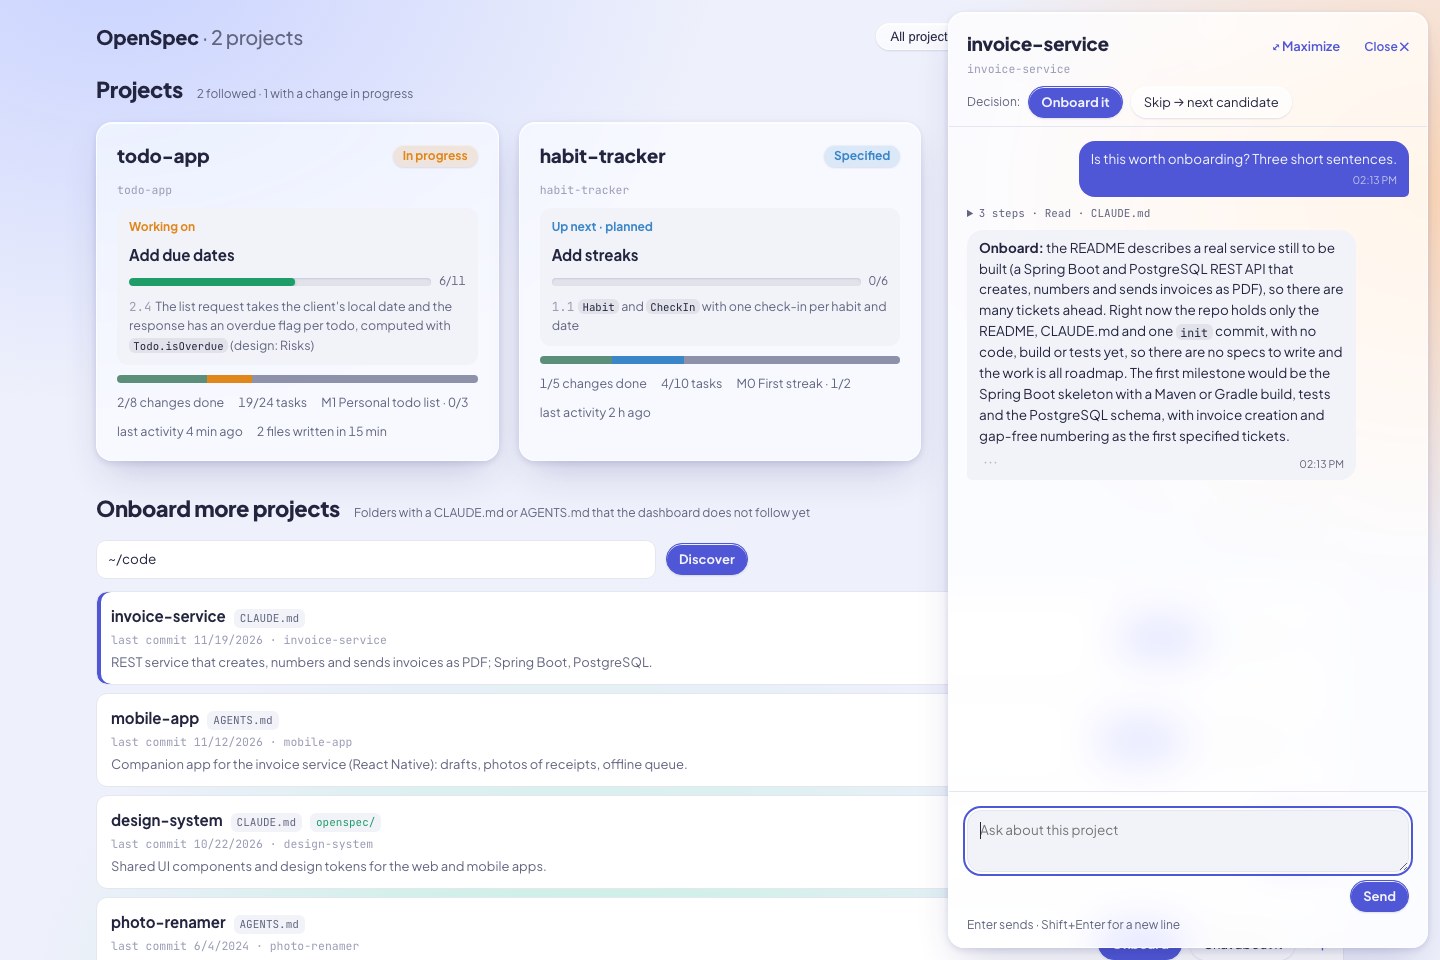 OpenSpec · 2 projects
All project
Projects
2 followed · 1 with a change in progress
todo-app
In progress
todo-app
Working on
Add due dates
6/11
2.4 The list request takes the client's local date and the
response has an overdue flag per todo, computed with
Todo.isOverdue (design: Risks)
2/8 changes done 19/24 tasks M1 Personal todo list · 0/3
last activity 4 min ago 2 files written in 15 min
habit-tracker
Specified
habit-tracker
Up next · planned
Add streaks
0/6
1.1 Habit and CheckIn with one check-in per habit and
date
1/5 changes done 4/10 tasks M0 First streak · 1/2
last activity 2 h ago
Onboard more projects
Folders with a CLAUDE.md or AGENTS.md that the dashboard does not follow yet
~/code
Discover
invoice-service CLAUDE.md
last commit 11/19/2026 · invoice-service
REST service that creates, numbers and sends invoices as PDF; Spring Boot, PostgreSQL.
mobile-app AGENTS.md
last commit 11/12/2026 · mobile-app
Companion app for the invoice service (React Native): drafts, photos of receipts, offline queue.
design-system CLAUDE.md openspec/
last commit 10/22/2026 · design-system
Shared UI components and design tokens for the web and mobile apps.
photo-renamer AGENTS.md
last commit 6/4/2024 · photo-renamer
invoice-service
Maximize
Close
invoice-service
Decision:
Onboard it
Skip → next candidate
Is this worth onboarding? Three short sentences.
02:13 PM
▶ 3 steps · Read · CLAUDE.md
Onboard: the README describes a real service still to be
built (a Spring Boot and PostgreSQL REST API that
creates, numbers and sends invoices as PDF), so there are
many tickets ahead. Right now the repo holds only the
README, CLAUDE.md and one init commit, with no
code, build or tests yet, so there are no specs to write and
the work is all roadmap. The first milestone would be the
Spring Boot skeleton with a Maven or Gradle build, tests
and the PostgreSQL schema, with invoice creation and
gap-free numbering as the first specified tickets.
···
02:13 PM
Ask about this project
Send
Enter sends · Shift+Enter for a new line